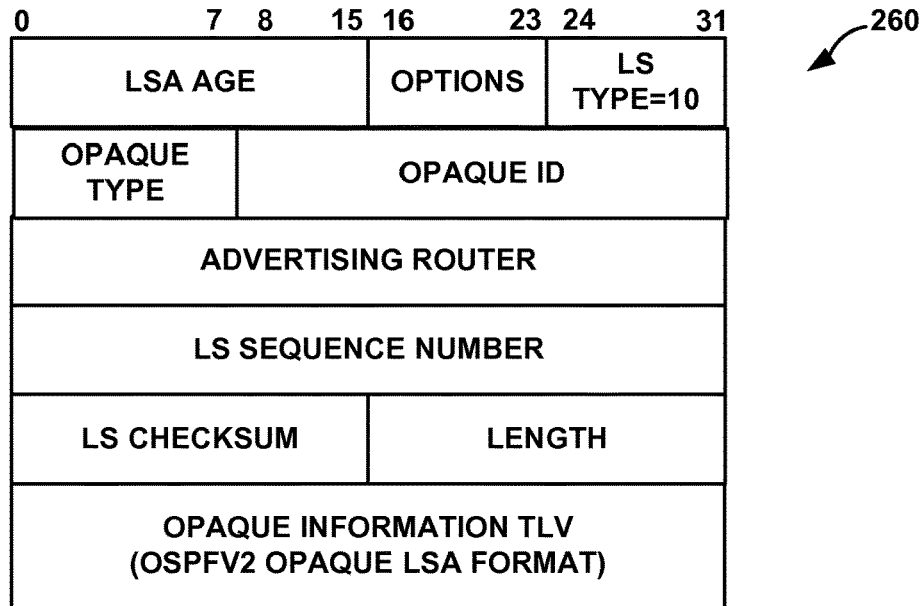 0 7 8 15 16 23 24 31 260
LSA AGE OPTIONS LS
TYPE=10
OPAQUE
TYPE OPAQUE ID
ADVERTISING ROUTER
LS SEQUENCE NUMBER
LS CHECKSUM LENGTH
OPAQUE INFORMATION TLV
(OSPFV2 OPAQUE LSA FORMAT)